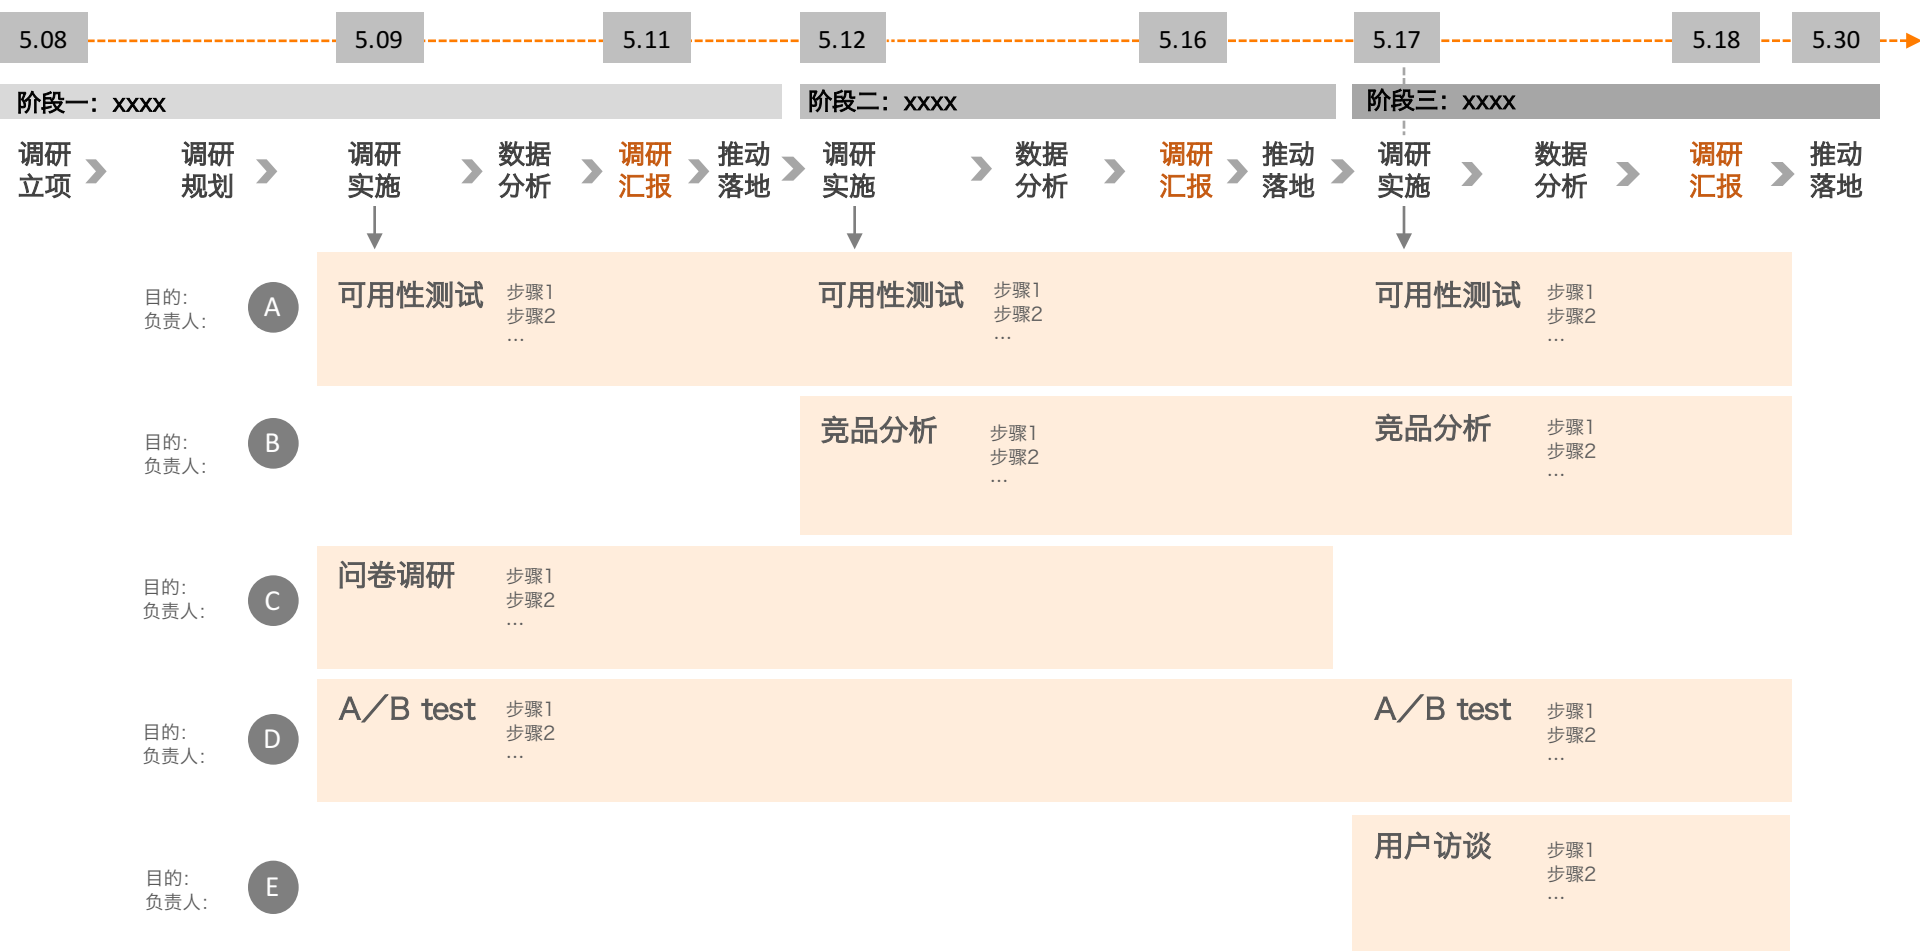 5.08
5.09
5.11
5.12
5.16
5.17
5.18
5.30
阶段一：xxxx
阶段二：xxxx
阶段三：xxxx
调研
立项
调研
规划
调研
实施
数据
分析
调研
汇报
推动
落地
调研
实施
数据
分析
调研
汇报
推动
落地
调研
实施
数据
分析
调研
汇报
推动
落地
目的：
负责人：
A
可用性测试
步骤1
步骤2
…
可用性测试
步骤1
步骤2
…
可用性测试
步骤1
步骤2
…
目的：
负责人：
B
竞品分析
步骤1
步骤2
…
竞品分析
步骤1
步骤2
…
目的：
负责人：
C
问卷调研
步骤1
步骤2
…
目的：
负责人：
D
A／B test
步骤1
步骤2
…
A／B test
步骤1
步骤2
…
目的：
负责人：
E
用户访谈
步骤1
步骤2
…